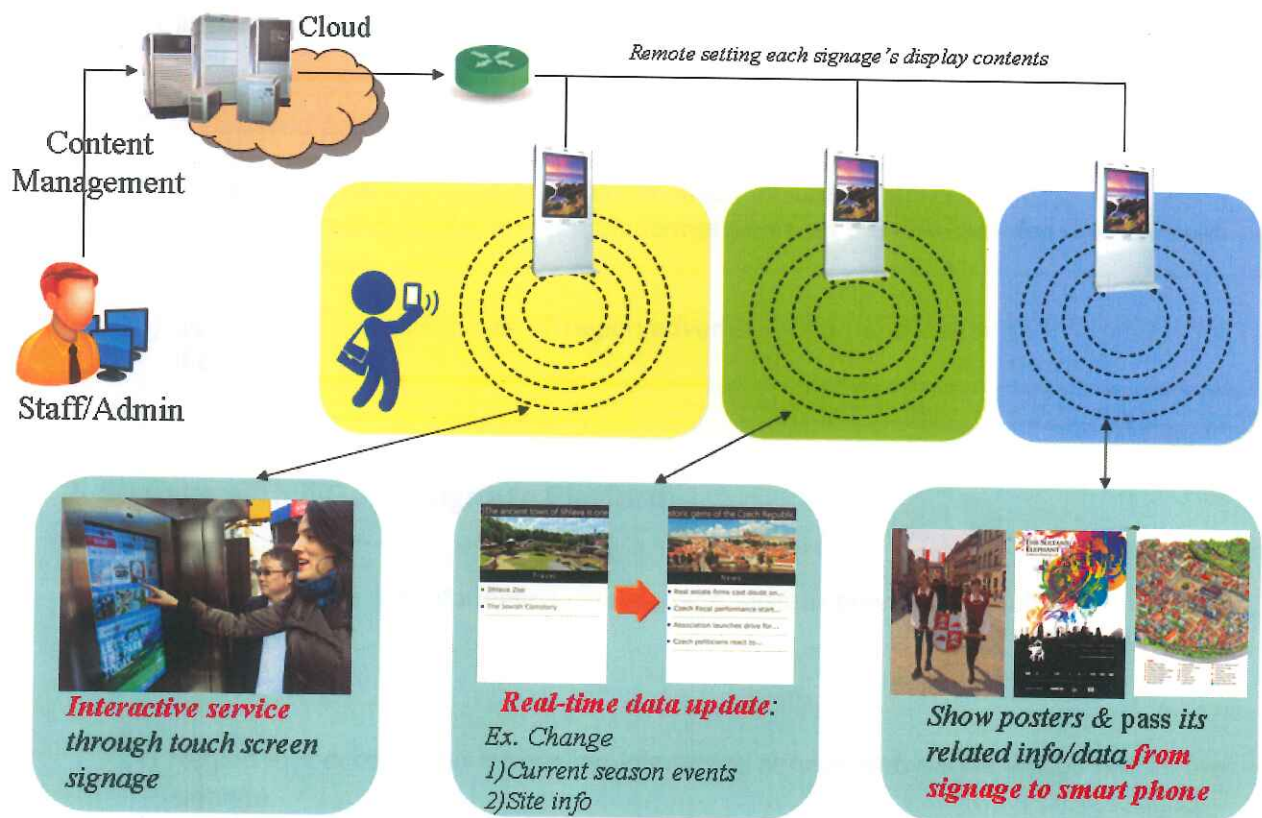 Cloud
Remote setting each signage's display contents
Content
Management
Staff/Admin
The ancient town of Jihlava is one
Travel
Jihlava Zoo
The Jewish Cemetery
storic gems of the Czech Republic
News
Real estate firms cast doubt on...
Czech fiscal performance start...
Association launches drive for...
Czech politicians react to...
THE SULTAN'S
ELEPHANT
Interactive service
through touch screen
signage
Real-time data update:
Ex. Change
1)Current season events
2)Site info
Show posters & pass its
related info/data from
signage to smart phone